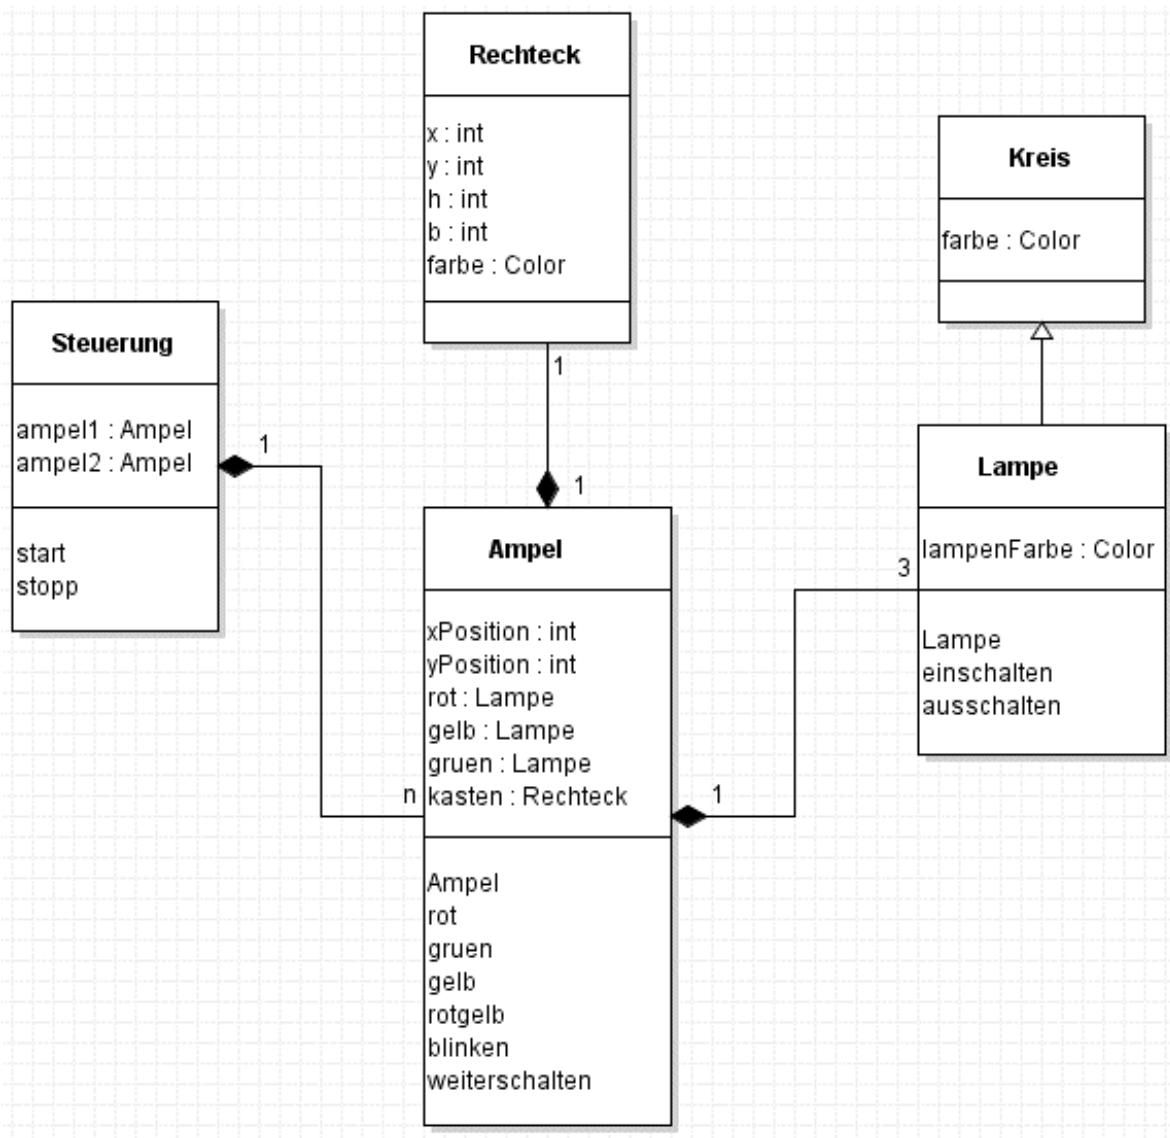 Rechteck
x : int
y : int
h : int
b : int
farbe : Color
1
Kreis
farbe : Color
Steuerung
ampel1 : Ampel
ampel2 : Ampel
start
stopp
1
n
1
Ampel
xPosition : int
yPosition : int
rot : Lampe
gelb : Lampe
gruen : Lampe
kasten : Rechteck
Ampel
rot
gruen
gelb
rotgelb
blinken
weiterschalten
1
3
Lampe
lampenFarbe : Color
Lampe
einschalten
ausschalten